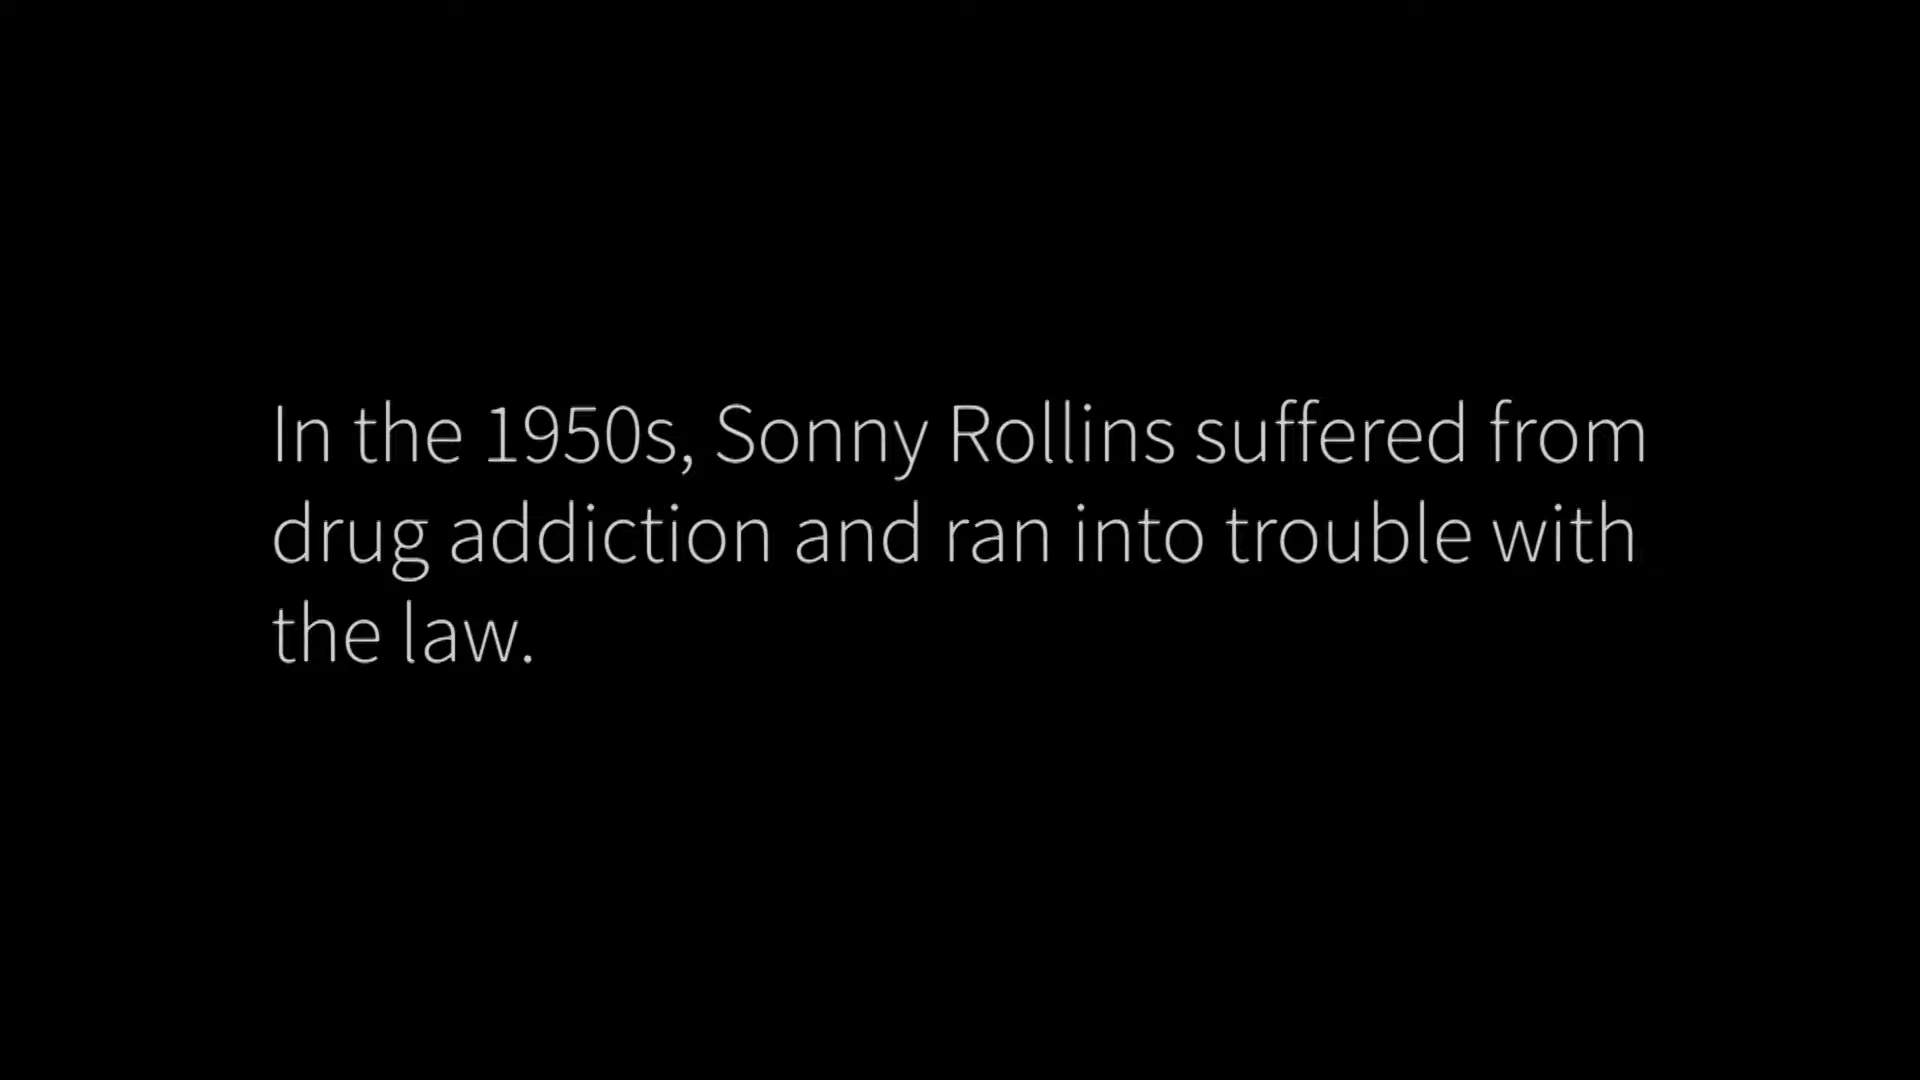 In the 1950s, Sonny Rollins suffered from
drug addiction and ran into trouble with
the law.